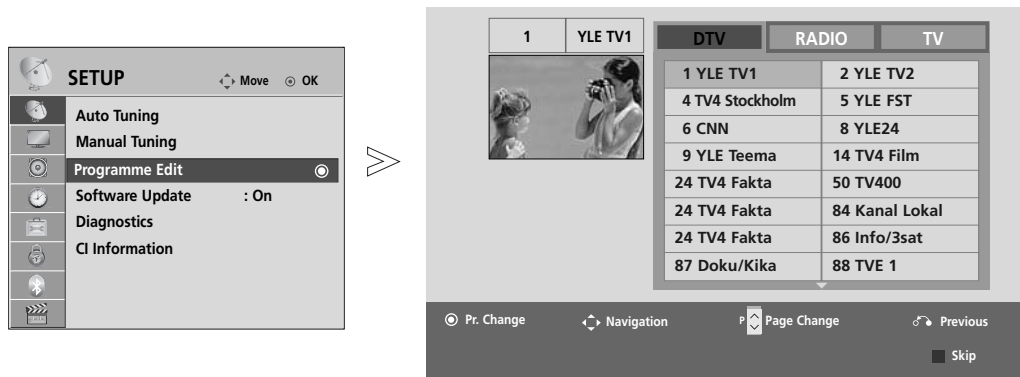 SETUP Move OK
Auto Tuning
Manual Tuning
Programme Edit
Software Update : On
Diagnostics
CI Information
1 YLE TV1
DTV RADIO TV
1 YLE TV1 2 YLE TV2
4 TV4 Stockholm 5 YLE FST
6 CNN 8 YLE24
9 YLE Teema 14 TV4 Film
24 TV4 Fakta 50 TV400
24 TV4 Fakta 84 Kanal Lokal
24 TV4 Fakta 86 Info/3sat
87 Doku/Kika 88 TVE 1
Pr. Change Navigation P Page Change Previous
Skip